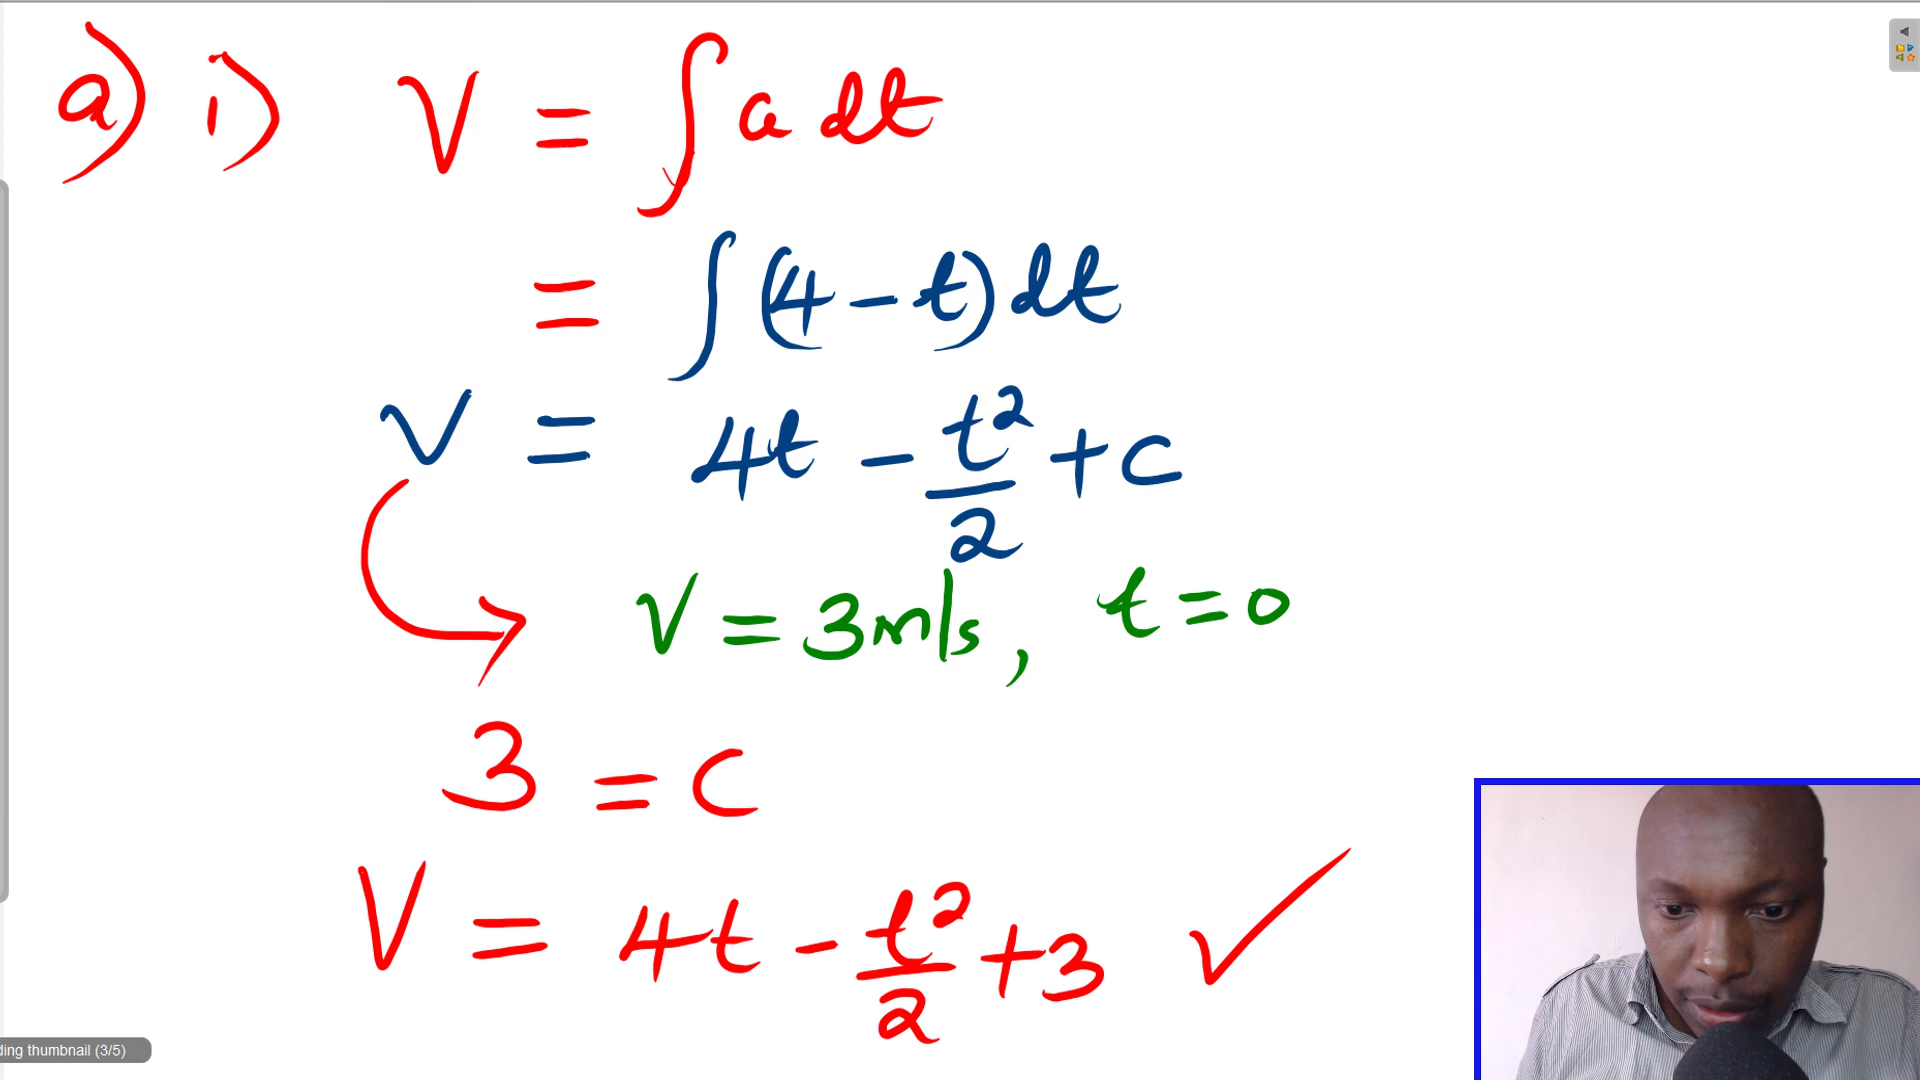 a) i) V = ∫ a dt
= ∫ (4 - t) dt
V = 4t - t²/2 + c
V = 3m/s, t = 0
3 = c
V = 4t - t²/2 + 3 ✓
ding thumbnail (3/5)